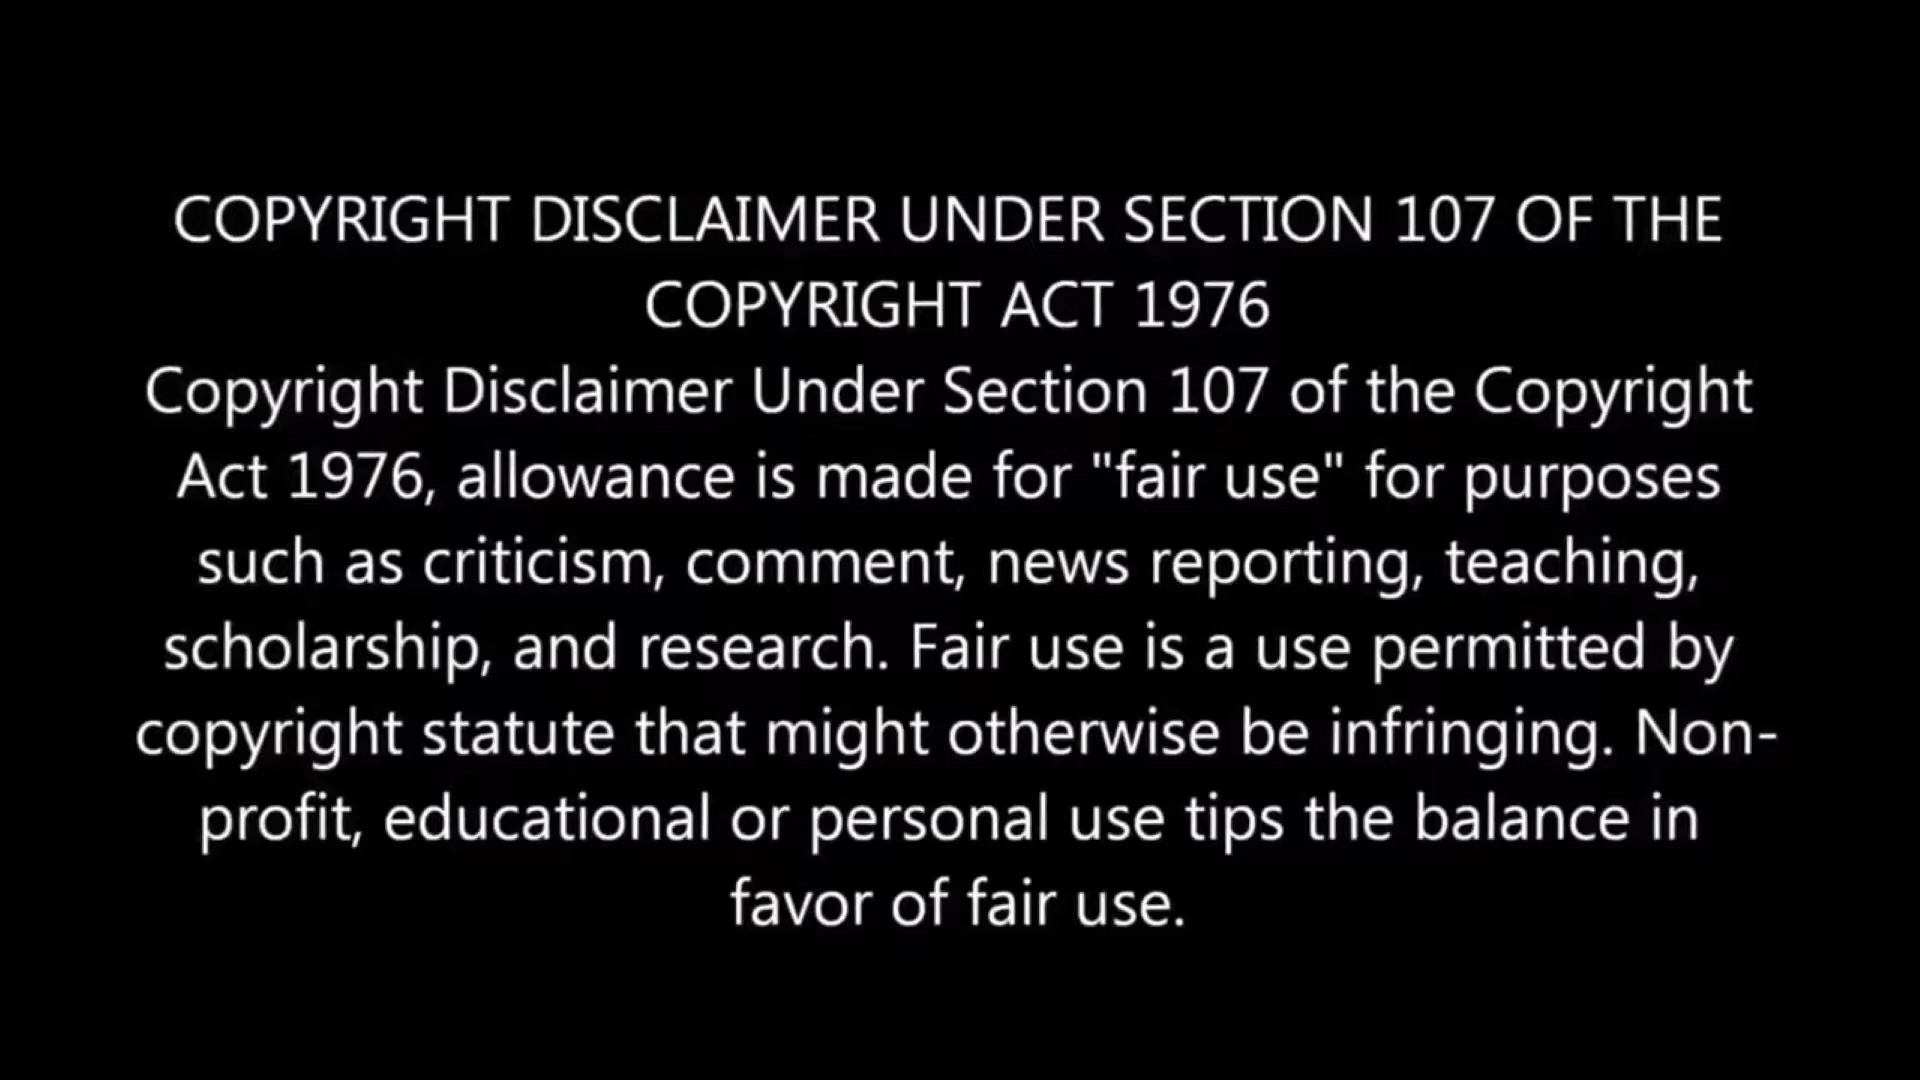 COPYRIGHT DISCLAIMER UNDER SECTION 107 OF THE
COPYRIGHT ACT 1976
Copyright Disclaimer Under Section 107 of the Copyright
Act 1976, allowance is made for "fair use" for purposes
such as criticism, comment, news reporting, teaching,
scholarship, and research. Fair use is a use permitted by
copyright statute that might otherwise be infringing. Non-
profit, educational or personal use tips the balance in
favor of fair use.